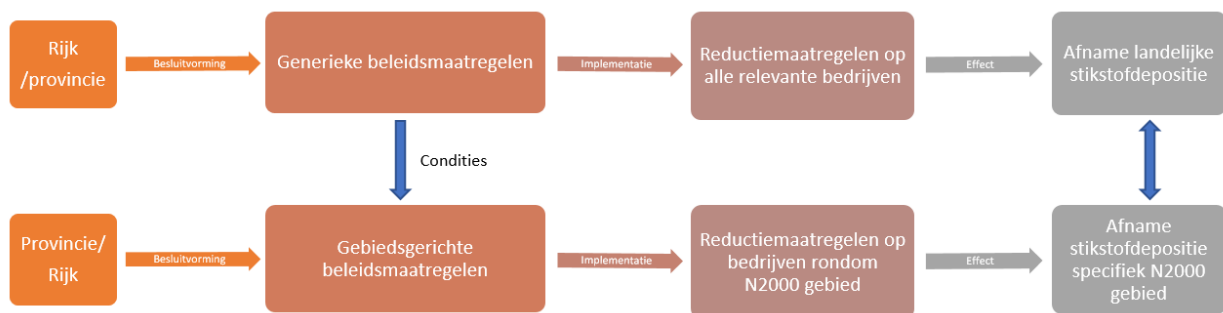 Rijk
/provincie
Besluitvorming
Generieke beleidsmaatregelen
Implementatie
Reductiemaatregelen op
alle relevante bedrijven
Effect
Afname landelijke
stikstofdepositie
Condities
Provincie/
Rijk
Besluitvorming
Gebiedsgerichte
beleidsmaatregelen
Implementatie
Reductiemaatregelen op
bedrijven rondom
N2000 gebied
Effect
Afname
stikstofdepositie
specifiek N2000
gebied